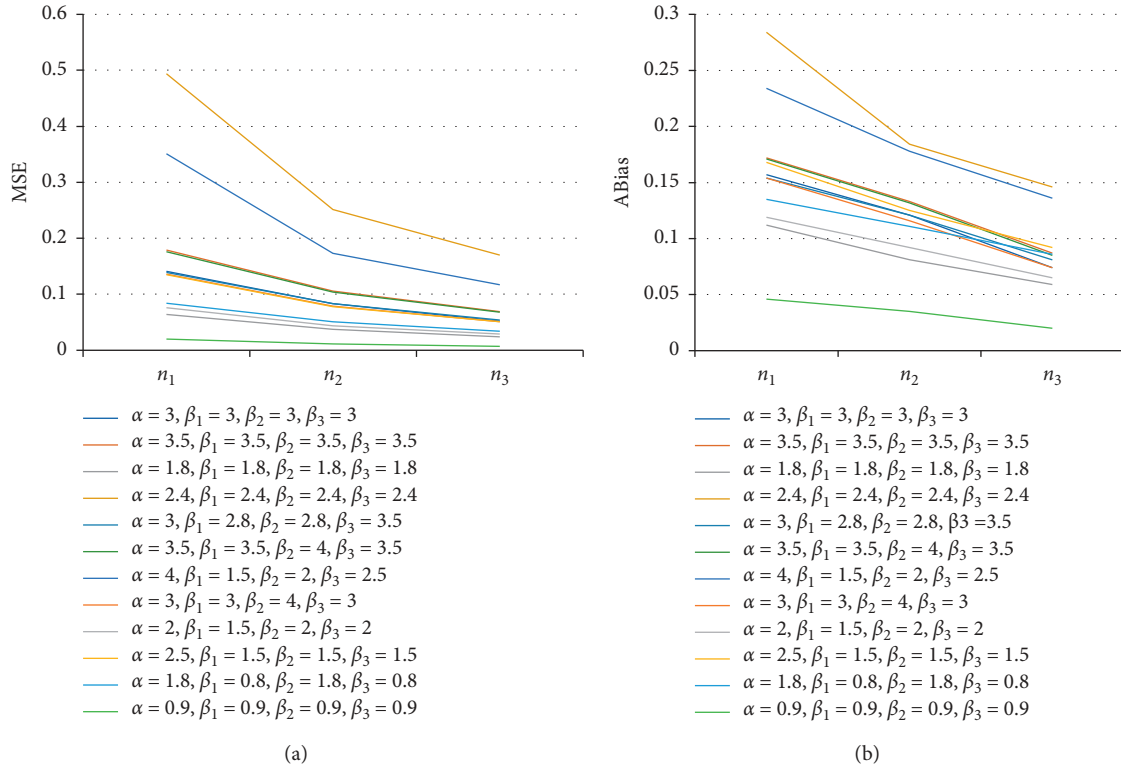 0.6
0.5
0.4
0.3
0.2
0.1
0
MSE
n₁
n₂
n₃
α = 3, β₁ = 3, β₂ = 3, β₃ = 3
α = 3.5, β₁ = 3.5, β₂ = 3.5, β₃ = 3.5
α = 1.8, β₁ = 1.8, β₂ = 1.8, β₃ = 1.8
α = 2.4, β₁ = 2.4, β₂ = 2.4, β₃ = 2.4
α = 3, β₁ = 2.8, β₂ = 2.8, β₃ = 3.5
α = 3.5, β₁ = 3.5, β₂ = 4, β₃ = 3.5
α = 4, β₁ = 1.5, β₂ = 2, β₃ = 2.5
α = 3, β₁ = 3, β₂ = 4, β₃ = 3
α = 2, β₁ = 1.5, β₂ = 2, β₃ = 2
α = 2.5, β₁ = 1.5, β₂ = 1.5, β₃ = 1.5
α = 1.8, β₁ = 0.8, β₂ = 1.8, β₃ = 0.8
α = 0.9, β₁ = 0.9, β₂ = 0.9, β₃ = 0.9
(a)
0.3
0.25
0.2
0.15
0.1
0.05
0
ABias
n₁
n₂
n₃
α = 3, β₁ = 3, β₂ = 3, β₃ = 3
α = 3.5, β₁ = 3.5, β₂ = 3.5, β₃ = 3.5
α = 1.8, β₁ = 1.8, β₂ = 1.8, β₃ = 1.8
α = 2.4, β₁ = 2.4, β₂ = 2.4, β₃ = 2.4
α = 3, β₁ = 2.8, β₂ = 2.8, β3 =3.5
α = 3.5, β₁ = 3.5, β₂ = 4, β₃ = 3.5
α = 4, β₁ = 1.5, β₂ = 2, β₃ = 2.5
α = 3, β₁ = 3, β₂ = 4, β₃ = 3
α = 2, β₁ = 1.5, β₂ = 2, β₃ = 2
α = 2.5, β₁ = 1.5, β₂ = 1.5, β₃ = 1.5
α = 1.8, β₁ = 0.8, β₂ = 1.8, β₃ = 0.8
α = 0.9, β₁ = 0.9, β₂ = 0.9, β₃ = 0.9
(b)